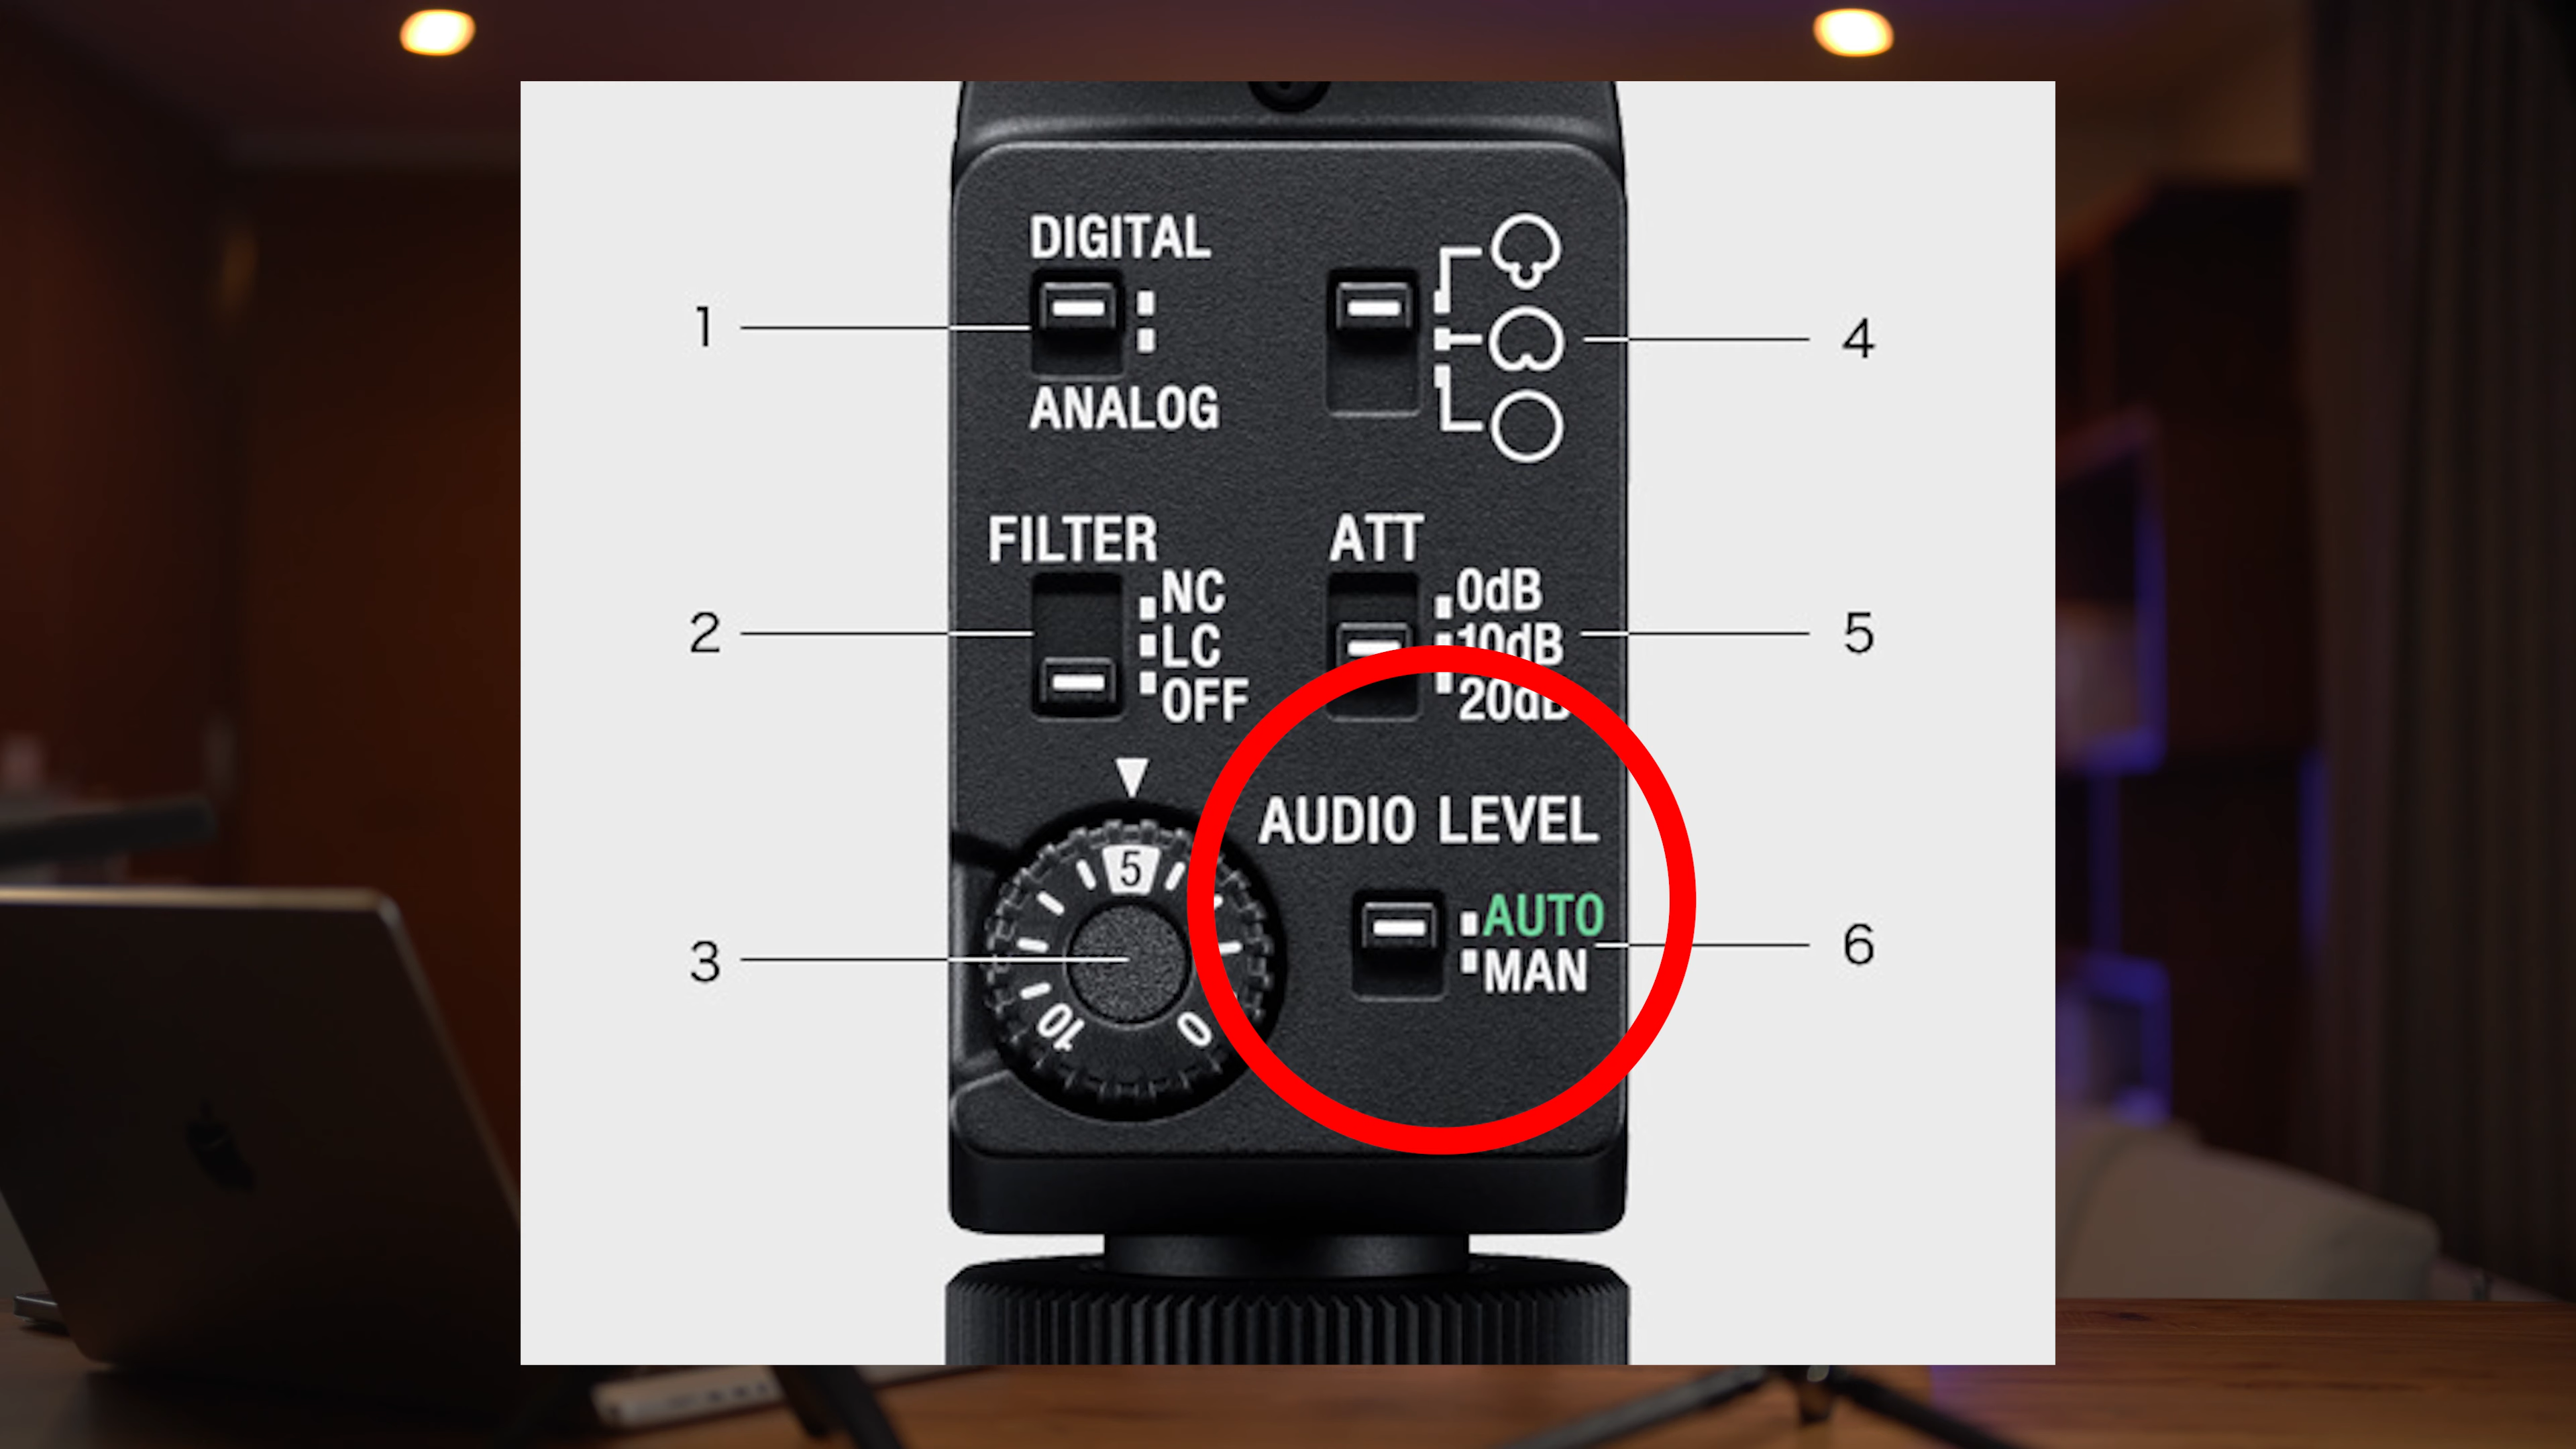 DIGITAL
1
ANALOG
4
FILTER
NC
LC
OFF
2
ATT
0dB
10dB
20dB
5
5
10
0
3
AUDIO LEVEL
AUTO
MAN
6